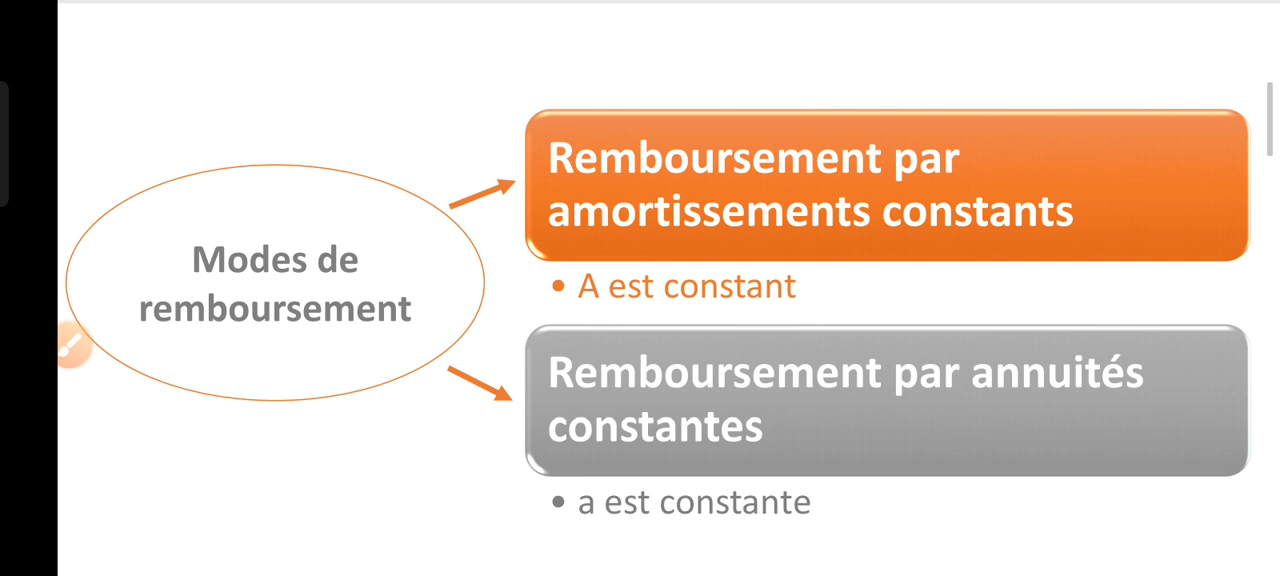 Modes de
remboursement
Remboursement par
amortissements constants
• A est constant
Remboursement par annuités
constantes
• a est constante